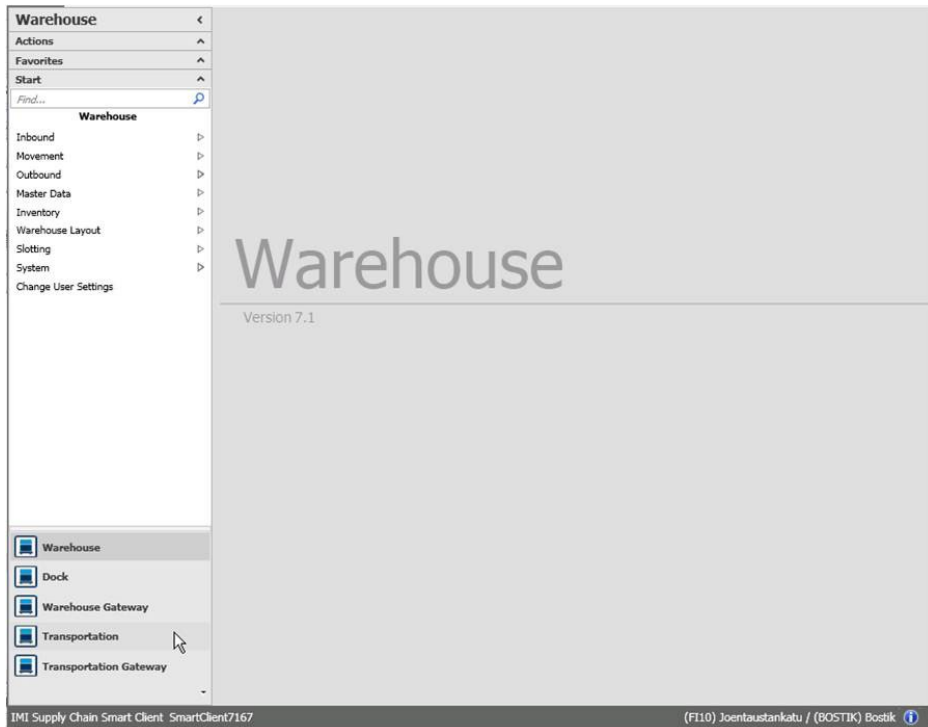 Warehouse
Actions
Favorites
Start
Find...
Warehouse
Inbound
Movement
Outbound
Master Data
Inventory
Warehouse Layout
Slotting
System
Change User Settings
Warehouse
Version 7.1
Warehouse
Dock
Warehouse Gateway
Transportation
Transportation Gateway
IMI Supply Chain Smart Client SmartClient7167
(FI10) Joentaustankatu / (BOSTIK) Bostik